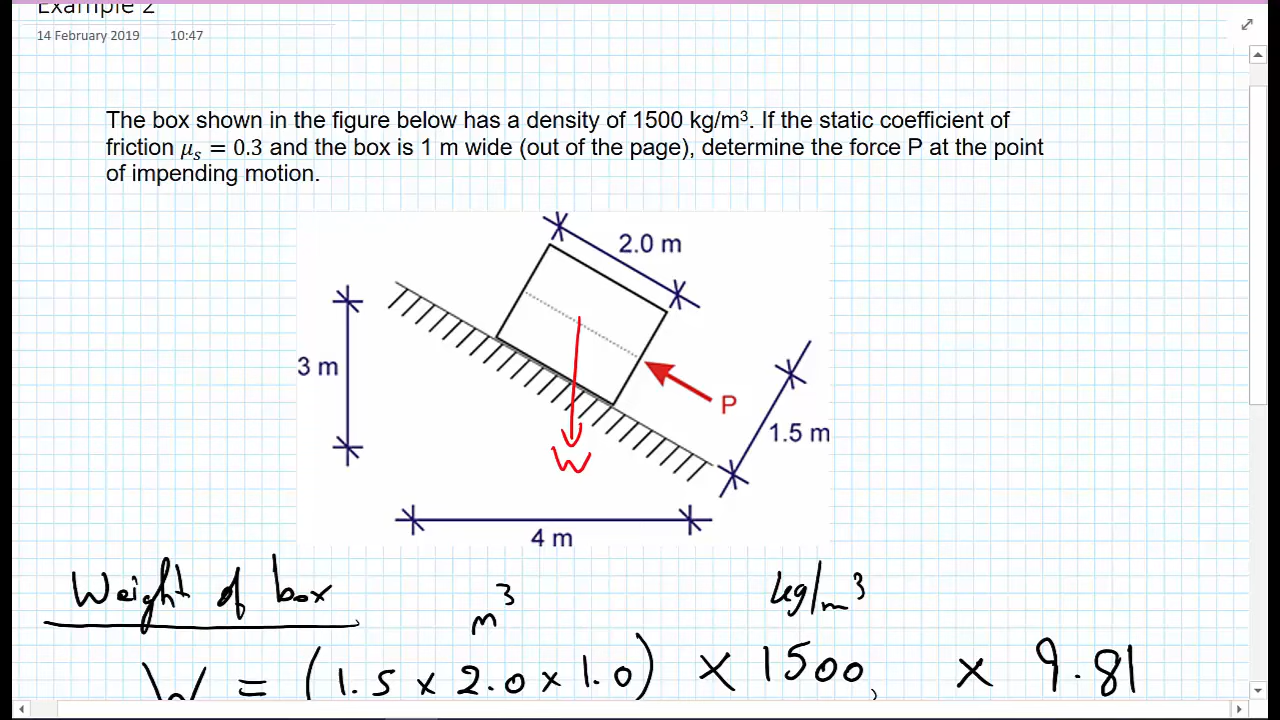 Example 2
14 February 2019 10:47
The box shown in the figure below has a density of 1500 kg/m³. If the static coefficient of
friction μₛ = 0.3 and the box is 1 m wide (out of the page), determine the force P at the point
of impending motion.
2.0 m
3 m
P
1.5 m
W
4 m
Weight of box
m³ kg/m³
W = (1.5 x 2.0 x 1.0) x 1500, x 9.81